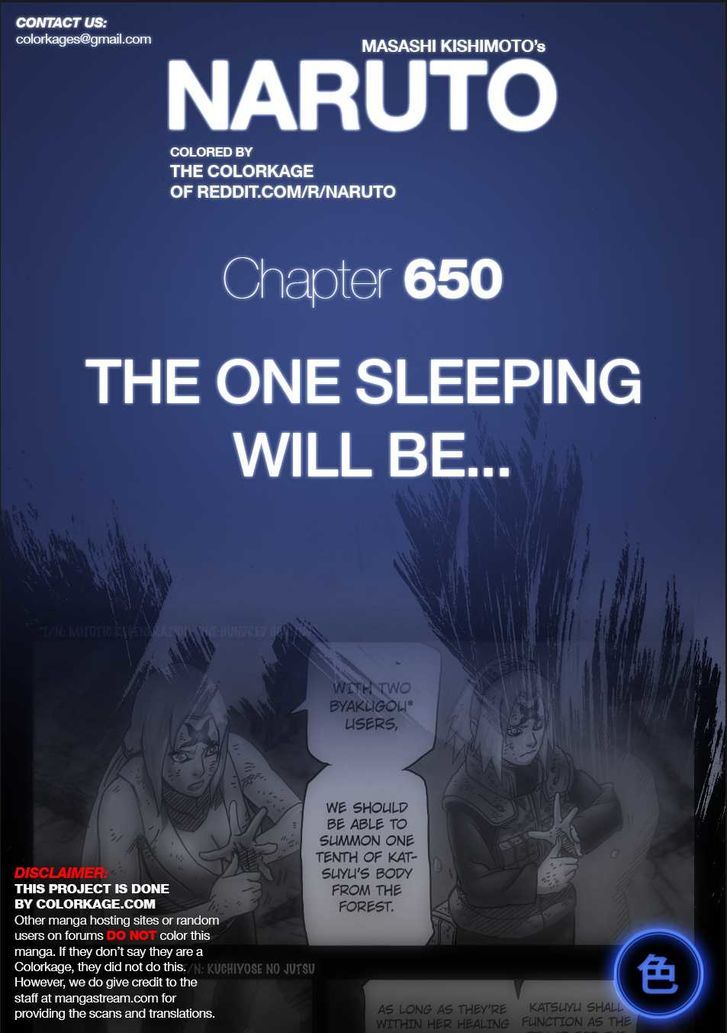 CONTACT US:
colorkages@gmail.com
MASASHI KISHIMOTO's
NARUTO
COLORED BY
THE COLORKAGE
OF REDDIT.COM/R/NARUTO
Chapter 650
THE ONE SLEEPING
WILL BE...
WITH TWO
BYAKUGOU*
USERS,
WE SHOULD
BE ABLE TO
SUMMON ONE
TENTH OF KAT-
SUYU'S BODY
FROM THE
FOREST.
DISCLAIMER:
THIS PROJECT IS DONE
BY COLORKAGE.COM
Other manga hosting sites or random
users on forums DO NOT color this
manga. If they don't say they are a
Colorkage, they did not do this.
However, we do give credit to the
staff at mangastream.com for
providing the scans and translations.
/N: KUCHIYOSE NO JUTSU
色
AS LONG AS THEY'RE
WITHIN HER HEALING
KATSUYU SHALL
FUNCTION AS THE